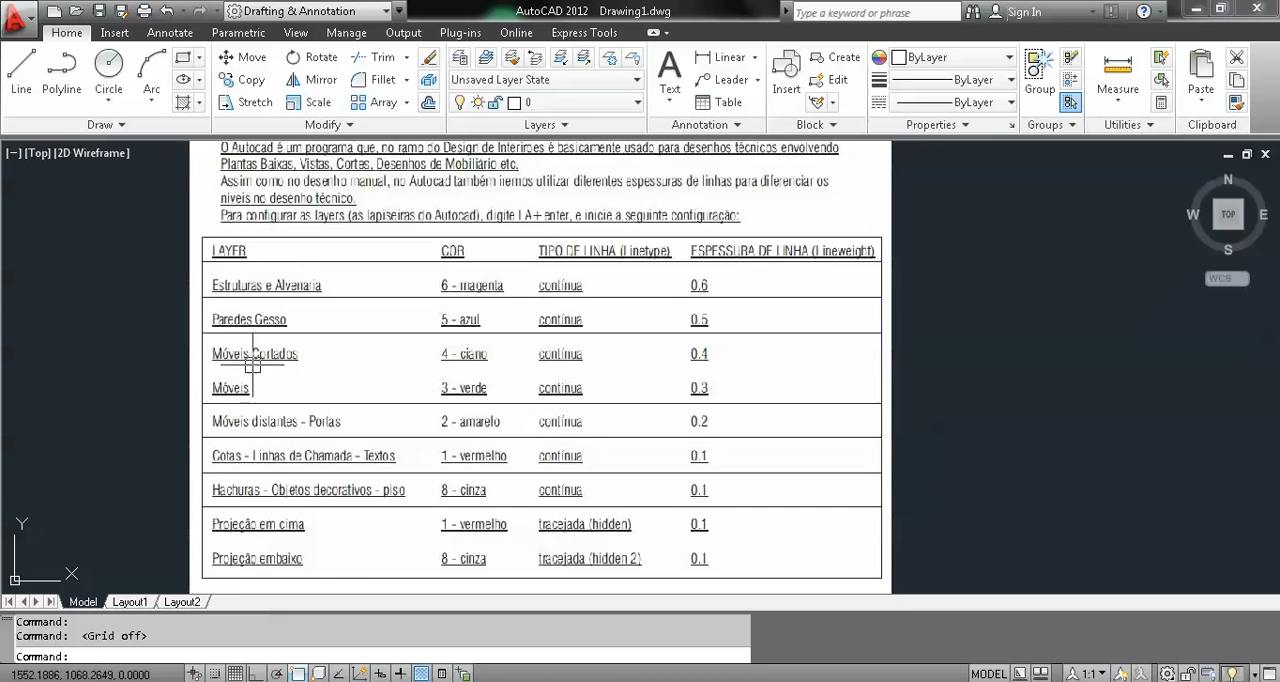 Drafting & Annotation
AutoCAD 2012 Drawing1.dwg
Type a keyword or phrase
Sign In
Home Insert Annotate Parametric View Manage Output Plug-ins Online Express Tools
Line
Polyline
Circle
Arc
Move
Copy
Stretch
Rotate
Mirror
Scale
Trim
Fillet
Array
Unsaved Layer State
0
Text
Linear
Leader
Table
Insert
Create
Edit
ByLayer
ByLayer
ByLayer
Group
Measure
Paste
Draw Modify Layers Annotation Block Properties Groups Utilities Clipboard
[−] [Top] [2D Wireframe]
O Autocad é um programa que, no ramo do Design de Interiroes é basicamente usado para desenhos técnicos envolvendo
Plantas Baixas, Vistas, Cortes, Desenhos de Mobiliário etc.
Assim como no desenho manual, no Autocad também iremos utilizar diferentes espessuras de linhas para diferenciar os
níveis no desenho técnico.
Para configurar as layers (as lapiseiras do Autocad), digite LA+ enter, e inicie a seguinte configuração:
LAYER COR TIPO DE LINHA (Linetype) ESPESSURA DE LINHA (Lineweight)
Estruturas e Alvenaria 6 - magenta contínua 0.6
Paredes Gesso 5 - azul contínua 0.5
Móveis Cortados 4 - ciano contínua 0.4
Móveis 3 - verde contínua 0.3
Móveis distantes - Portas 2 - amarelo contínua 0.2
Cotas - Linhas de Chamada - Textos 1 - vermelho contínua 0.1
Hachuras - Objetos decorativos - piso 8 - cinza contínua 0.1
Projeção em cima 1 - vermelho tracejada (hidden) 0.1
Projeção embaixo 8 - cinza tracejada (hidden 2) 0.1
N
W TOP E
S
WCS
Y
X
Model Layout1 Layout2
Command:
Command: <Grid off>
Command:
1552.1886, 1068.2649, 0.0000
MODEL
1:1